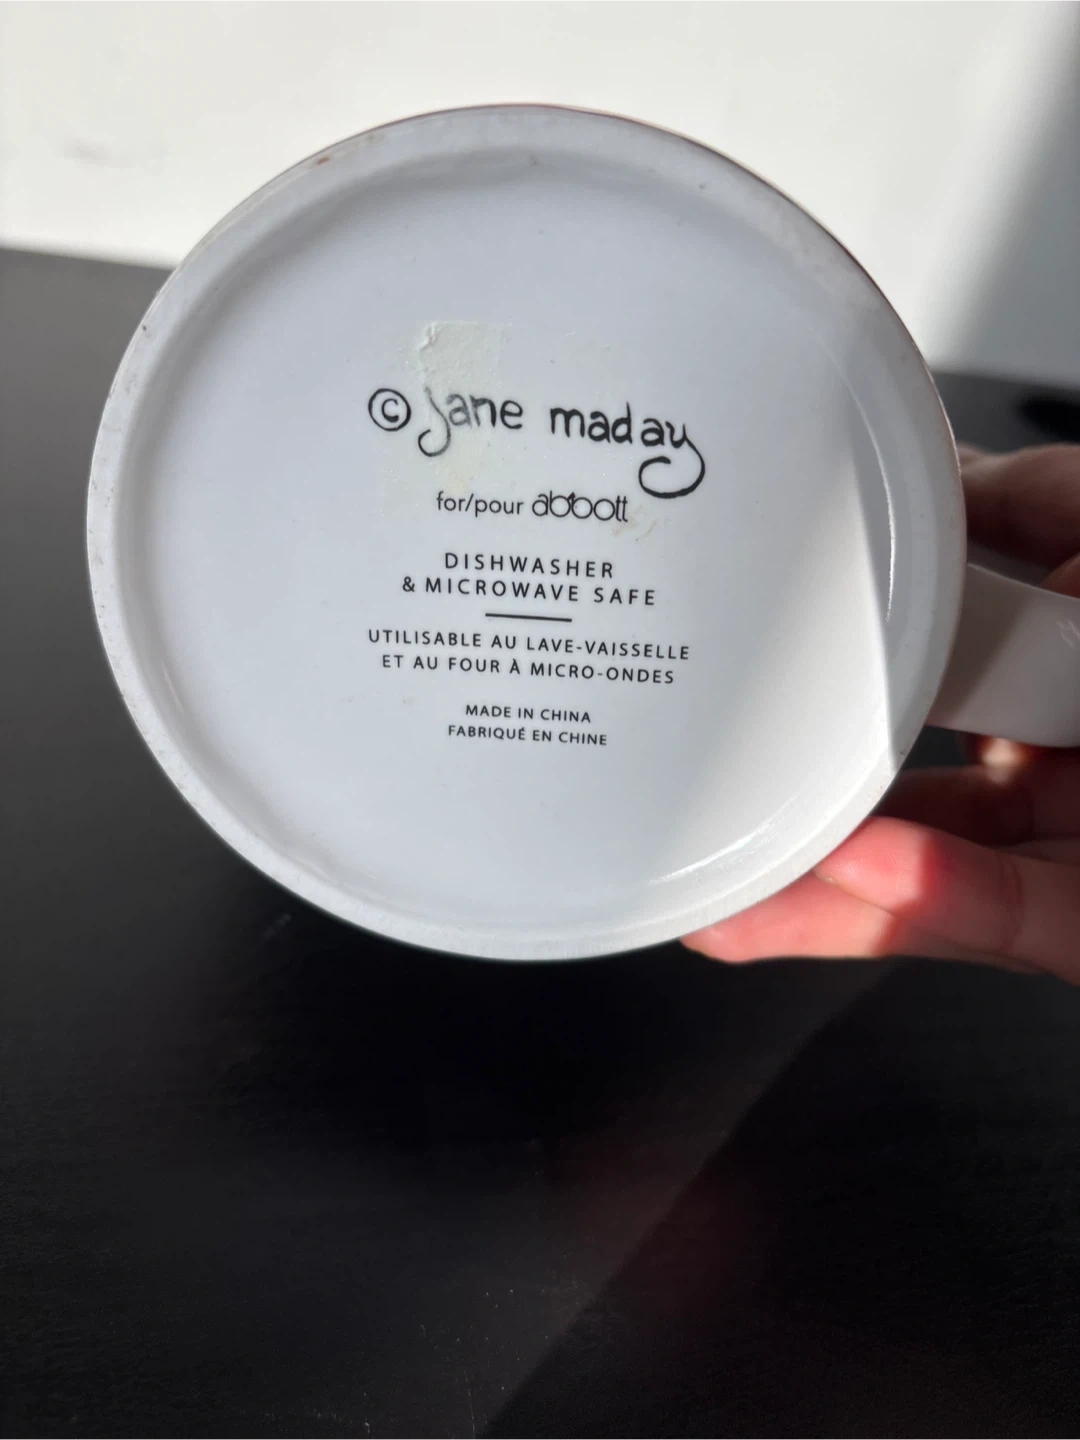 © jane maday
for/pour abbott
DISHWASHER
& MICROWAVE SAFE
UTILISABLE AU LAVE-VAISSELLE
ET AU FOUR À MICRO-ONDES
MADE IN CHINA
FABRIQUÉ EN CHINE